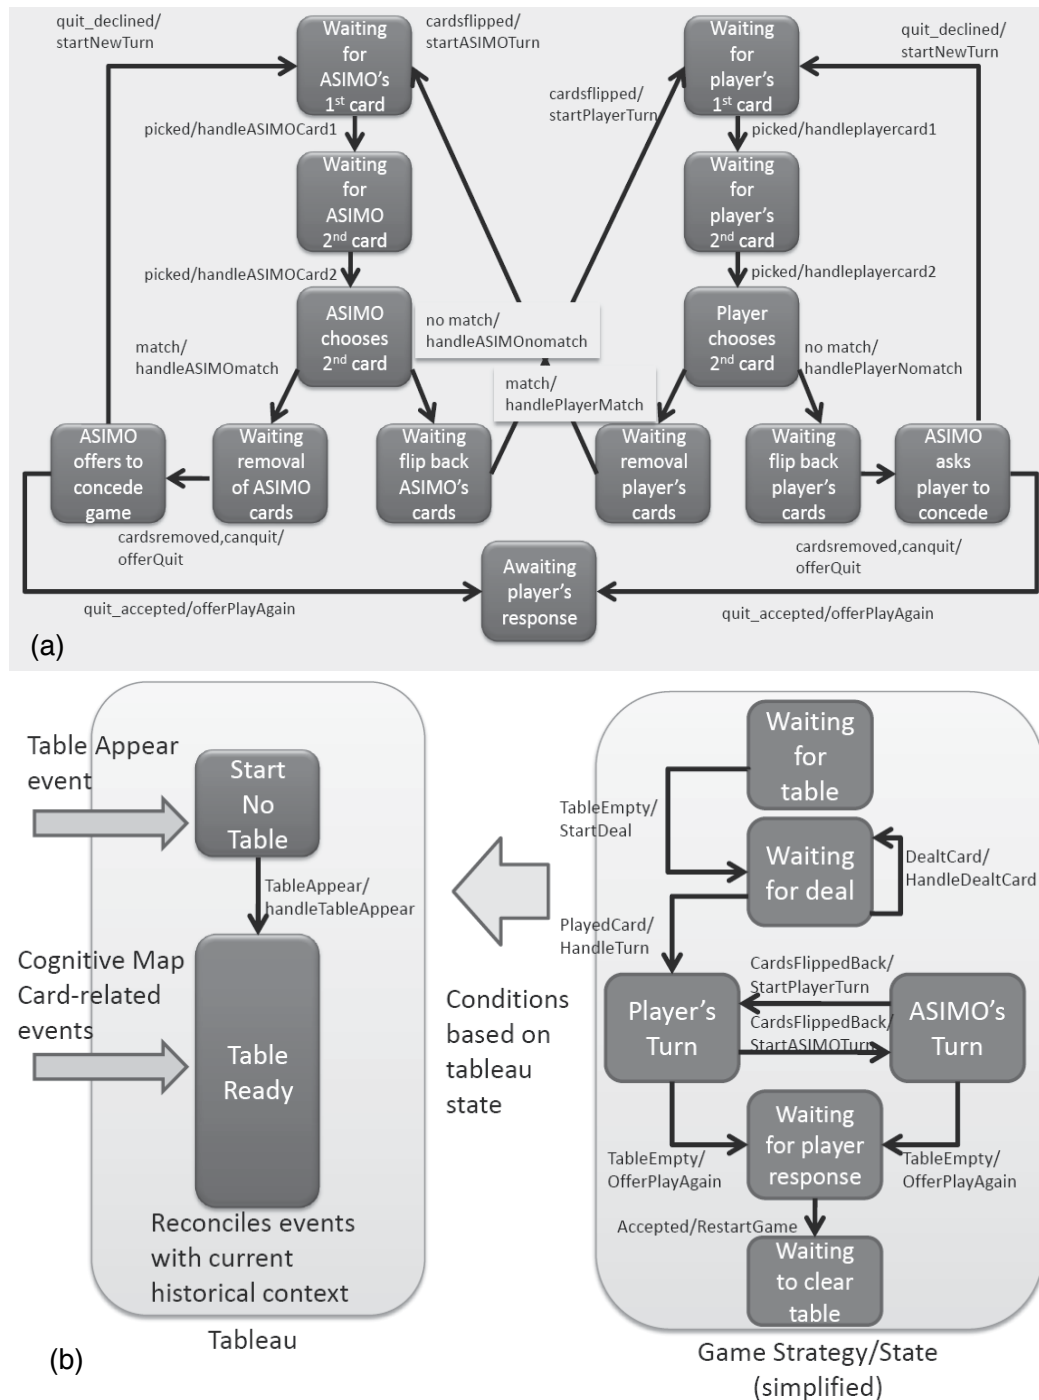 quit_declined/
startNewTurn
Waiting
for
ASIMO's
1st card
cardsflipped/
startASIMOTurn
cardsflipped/
startPlayerTurn
Waiting
for
player's
1st card
quit_declined/
startNewTurn
picked/handleASIMOCard1
picked/handleplayercard1
Waiting
for
ASIMO
2nd card
Waiting
for
player's
2nd card
picked/handleASIMOCard2
picked/handleplayercard2
ASIMO
chooses
2nd card
Player
chooses
2nd card
match/
handleASIMOmatch
no match/
handleASIMOnomatch
match/
handlePlayerMatch
no match/
handlePlayerNomatch
ASIMO
offers to
concede
game
Waiting
removal
of ASIMO
cards
Waiting
flip back
ASIMO's
cards
Waiting
removal
player's
cards
Waiting
flip back
player's
cards
ASIMO
asks
player to
concede
cardsremoved,canquit/
offerQuit
cardsremoved,canquit/
offerQuit
Awaiting
player's
response
quit_accepted/offerPlayAgain
quit_accepted/offerPlayAgain
(a)
Table Appear
event
Start
No
Table
TableAppear/
handleTableAppear
Cognitive Map
Card-related
events
Table
Ready
Reconciles events
with current
historical context
Tableau
Conditions
based on
tableau
state
Waiting
for
table
TableEmpty/
StartDeal
Waiting
for deal
DealtCard/
HandleDealtCard
PlayedCard/
HandleTurn
Player's
Turn
CardsFlippedBack/
StartPlayerTurn
CardsFlippedBack/
StartASIMOTurn
ASIMO's
Turn
Waiting
for player
response
TableEmpty/
OfferPlayAgain
TableEmpty/
OfferPlayAgain
Accepted/RestartGame
Waiting
to clear
table
Game Strategy/State
(simplified)
(b)